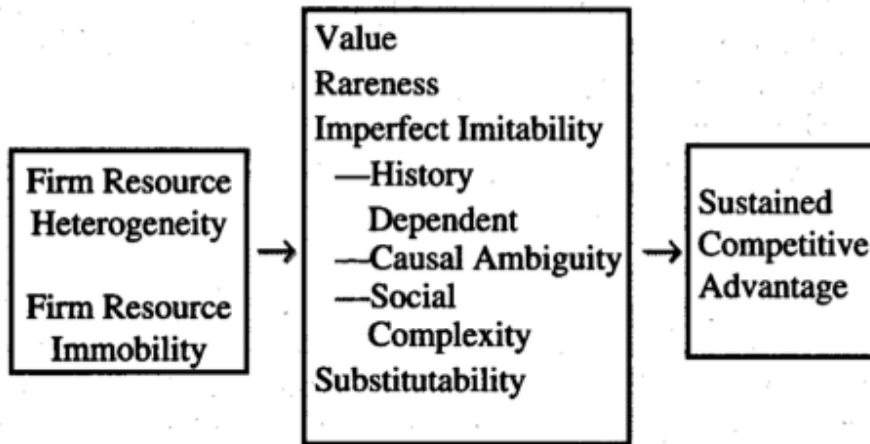 Firm Resource
Heterogeneity
Firm Resource
Immobility
→
Value
Rareness
Imperfect Imitability
—History
Dependent
—Causal Ambiguity
—Social
Complexity
Substitutability
→
Sustained
Competitive
Advantage